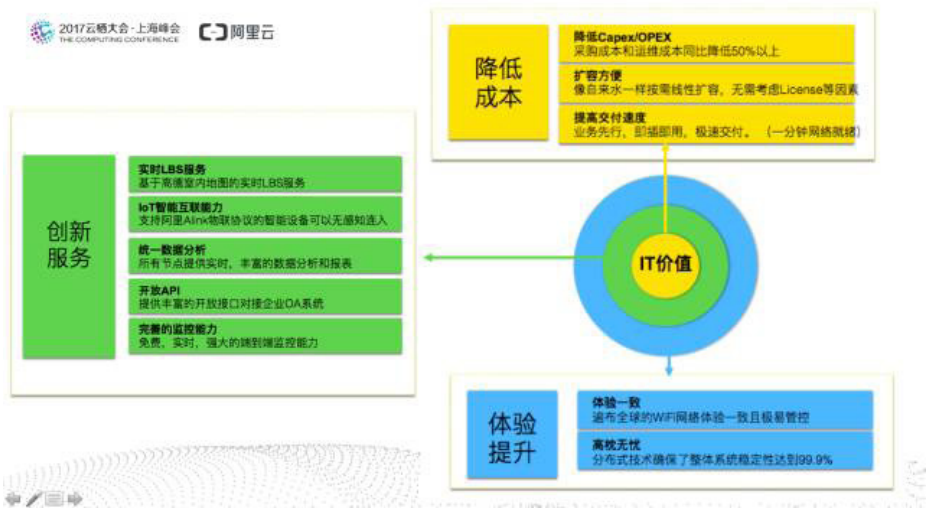 2017云栖大会·上海峰会
THE COMPUTING CONFERENCE
阿里云
降低
成本
降低Capex/OPEX
采购成本和运维成本同比降低50%以上
扩容方便
像自来水一样按需线性扩容，无需考虑License等因素
提高交付速度
业务先行，即插即用，极速交付。（一分钟网络就绪）
创新
服务
实时LBS服务
基于高德室内地图的实时LBS服务
IoT智能互联能力
支持阿里Alink物联协议的智能设备可以无感知连入
统一数据分析
所有节点提供实时，丰富的数据分析和报表
开放API
提供丰富的开放接口对接企业OA系统
完善的监控能力
免费，实时，强大的端到端监控能力
IT价值
体验
提升
体验一致
遍布全球的WiFi网络体验一致且极易管控
高枕无忧
分布式技术确保了整体系统稳定性达到99.9%